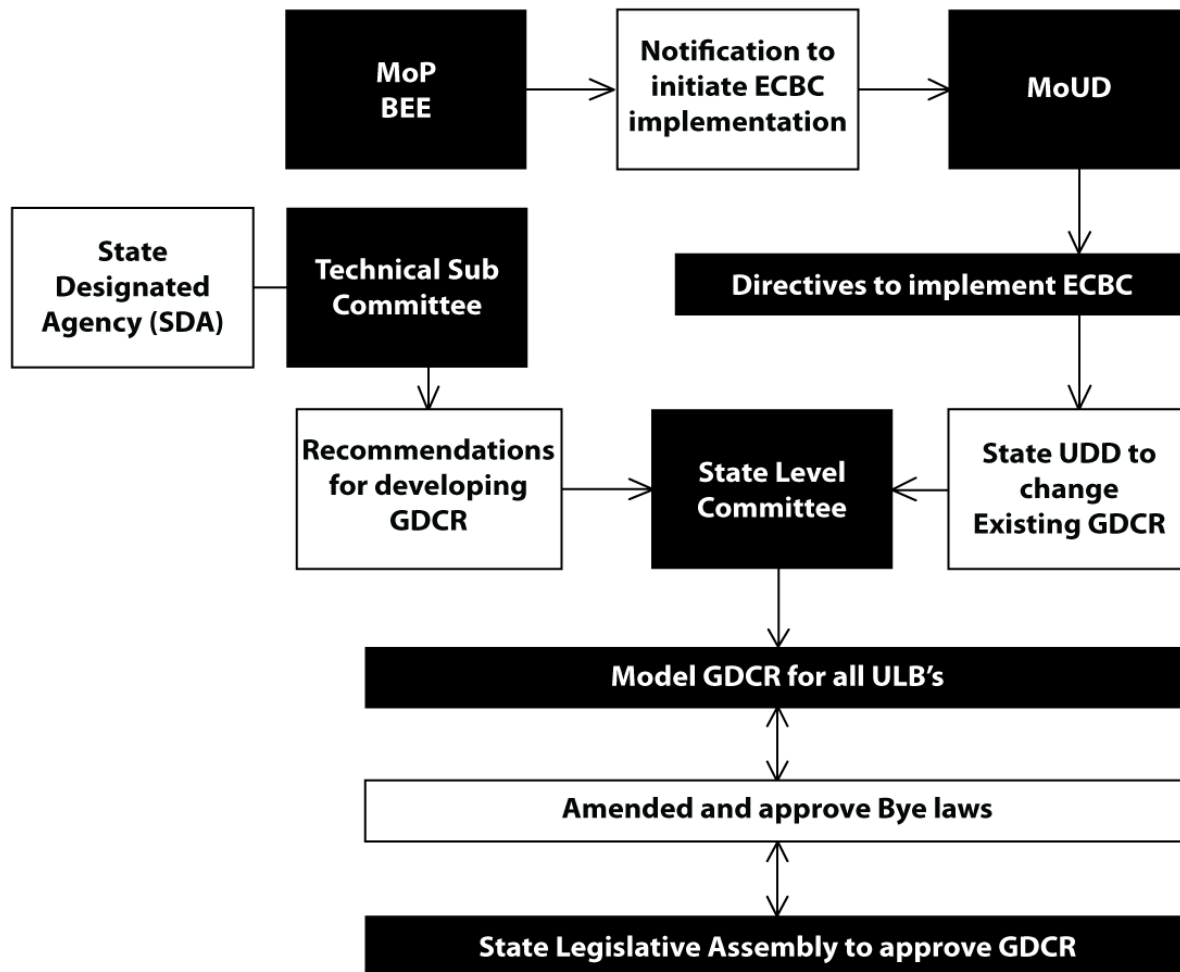 MoP
BEE
Notification to
initiate ECBC
implementation
MoUD
State
Designated
Agency (SDA)
Technical Sub
Committee
Directives to implement ECBC
Recommendations
for developing
GDCR
State Level
Committee
State UDD to
change
Existing GDCR
Model GDCR for all ULB's
Amended and approve Bye laws
State Legislative Assembly to approve GDCR